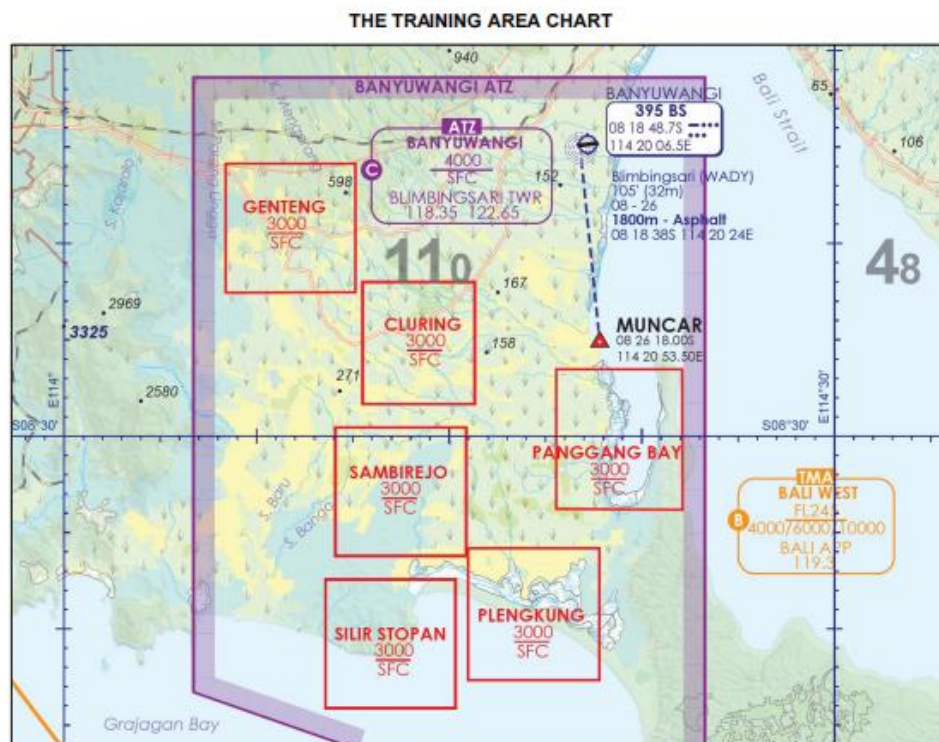 THE TRAINING AREA CHART
940
BANYUWANGI ATZ
Bali Strait
65
BANYUWANGI
395 BS
08 18 48.7S
114 20 06.5E
106
ATZ
BANYUWANGI
4000
SFC
BLIMBINGSARI TWR
118.35 122.65
C
152
Blimbingsari (WADY)
105' (32m)
08 - 26
1800m - Asphalt
08 18 38S 114 20 24E
598
GENTENG
3000
SFC
110
48
167
2969
3325
CLURING
3000
SFC
158
MUNCAR
08 26 18.00S
114 20 53.50E
271
2580
E114°
E114°30'
S08°30'
S08°30'
PANGGANG BAY
3000
SFC
SAMBIREJO
3000
SFC
S. Baru
TMA
BALI WEST
B
4000/6000/10000
BALI APP
PLENGKUNG
3000
SFC
SILIR STOPAN
3000
SFC
Grajagan Bay